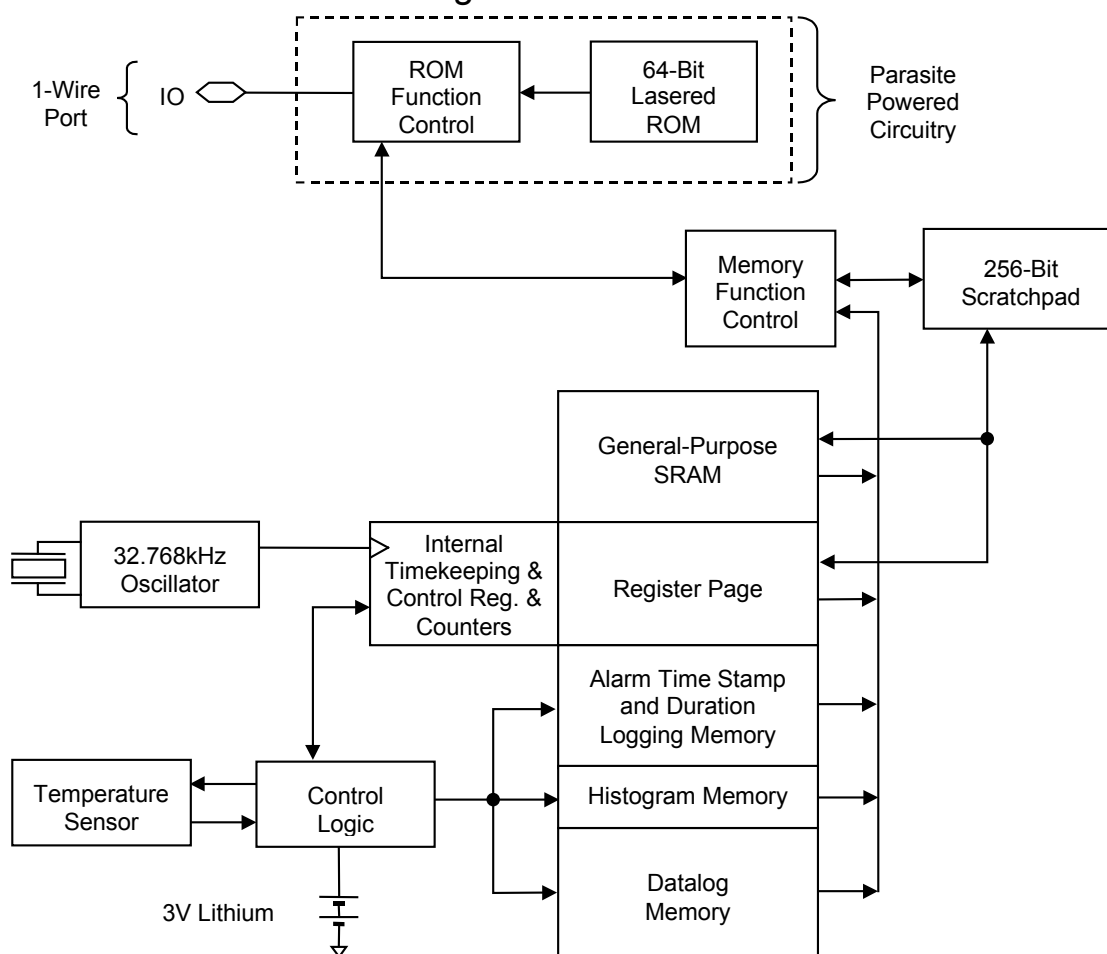 ROM
Function
Control
64-Bit
Lasered
ROM
1-Wire
Port
IO
Parasite
Powered
Circuitry
Memory
Function
Control
256-Bit
Scratchpad
General-Purpose
SRAM
32.768kHz
Oscillator
Internal
Timekeeping &
Control Reg. &
Counters
Register Page
Alarm Time Stamp
and Duration
Logging Memory
Temperature
Sensor
Control
Logic
Histogram Memory
Datalog
Memory
3V Lithium